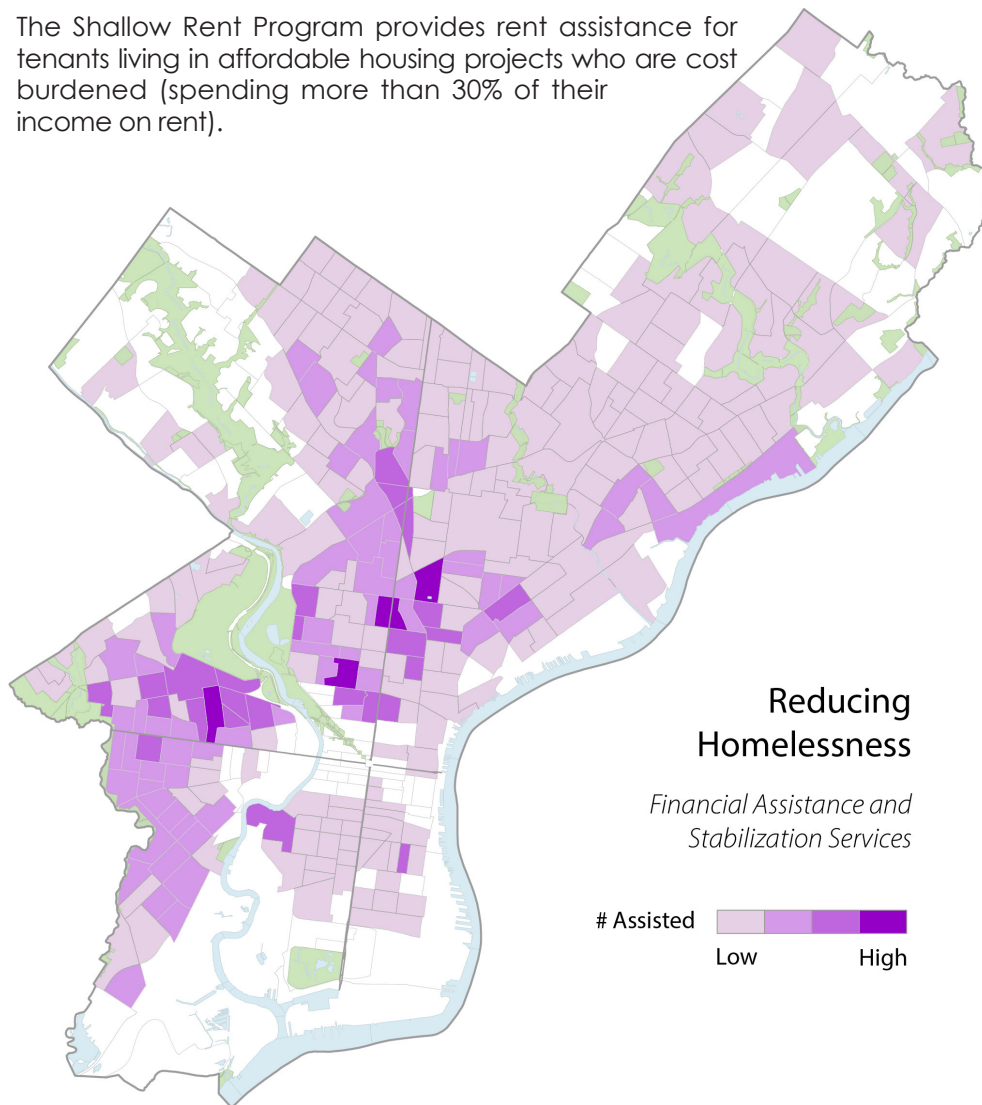 The Shallow Rent Program provides rent assistance for
tenants living in affordable housing projects who are cost
burdened (spending more than 30% of their
income on rent).
Reducing
Homelessness
Financial Assistance and
Stabilization Services
# Assisted
Low
High